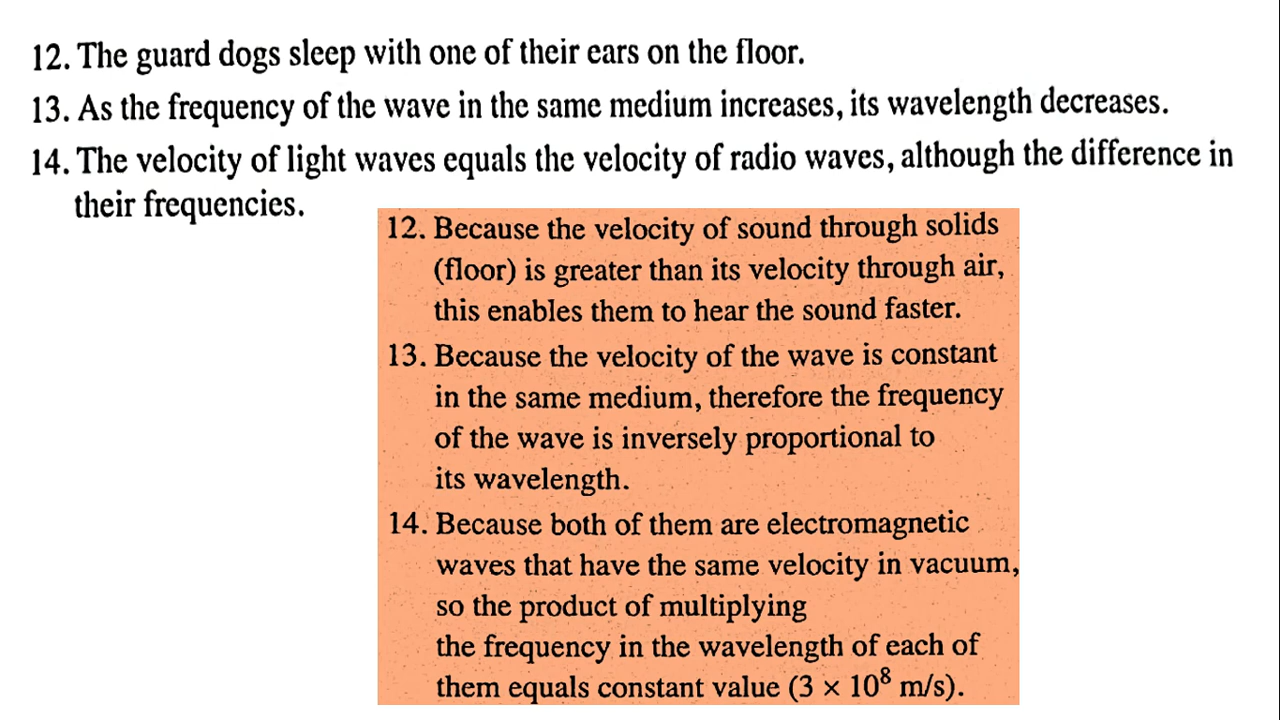 12. The guard dogs sleep with one of their ears on the floor.
13. As the frequency of the wave in the same medium increases, its wavelength decreases.
14. The velocity of light waves equals the velocity of radio waves, although the difference in
their frequencies.
12. Because the velocity of sound through solids
(floor) is greater than its velocity through air,
this enables them to hear the sound faster.
13. Because the velocity of the wave is constant
in the same medium, therefore the frequency
of the wave is inversely proportional to
its wavelength.
14. Because both of them are electromagnetic
waves that have the same velocity in vacuum,
so the product of multiplying
the frequency in the wavelength of each of
them equals constant value (3 × 10⁸ m/s).